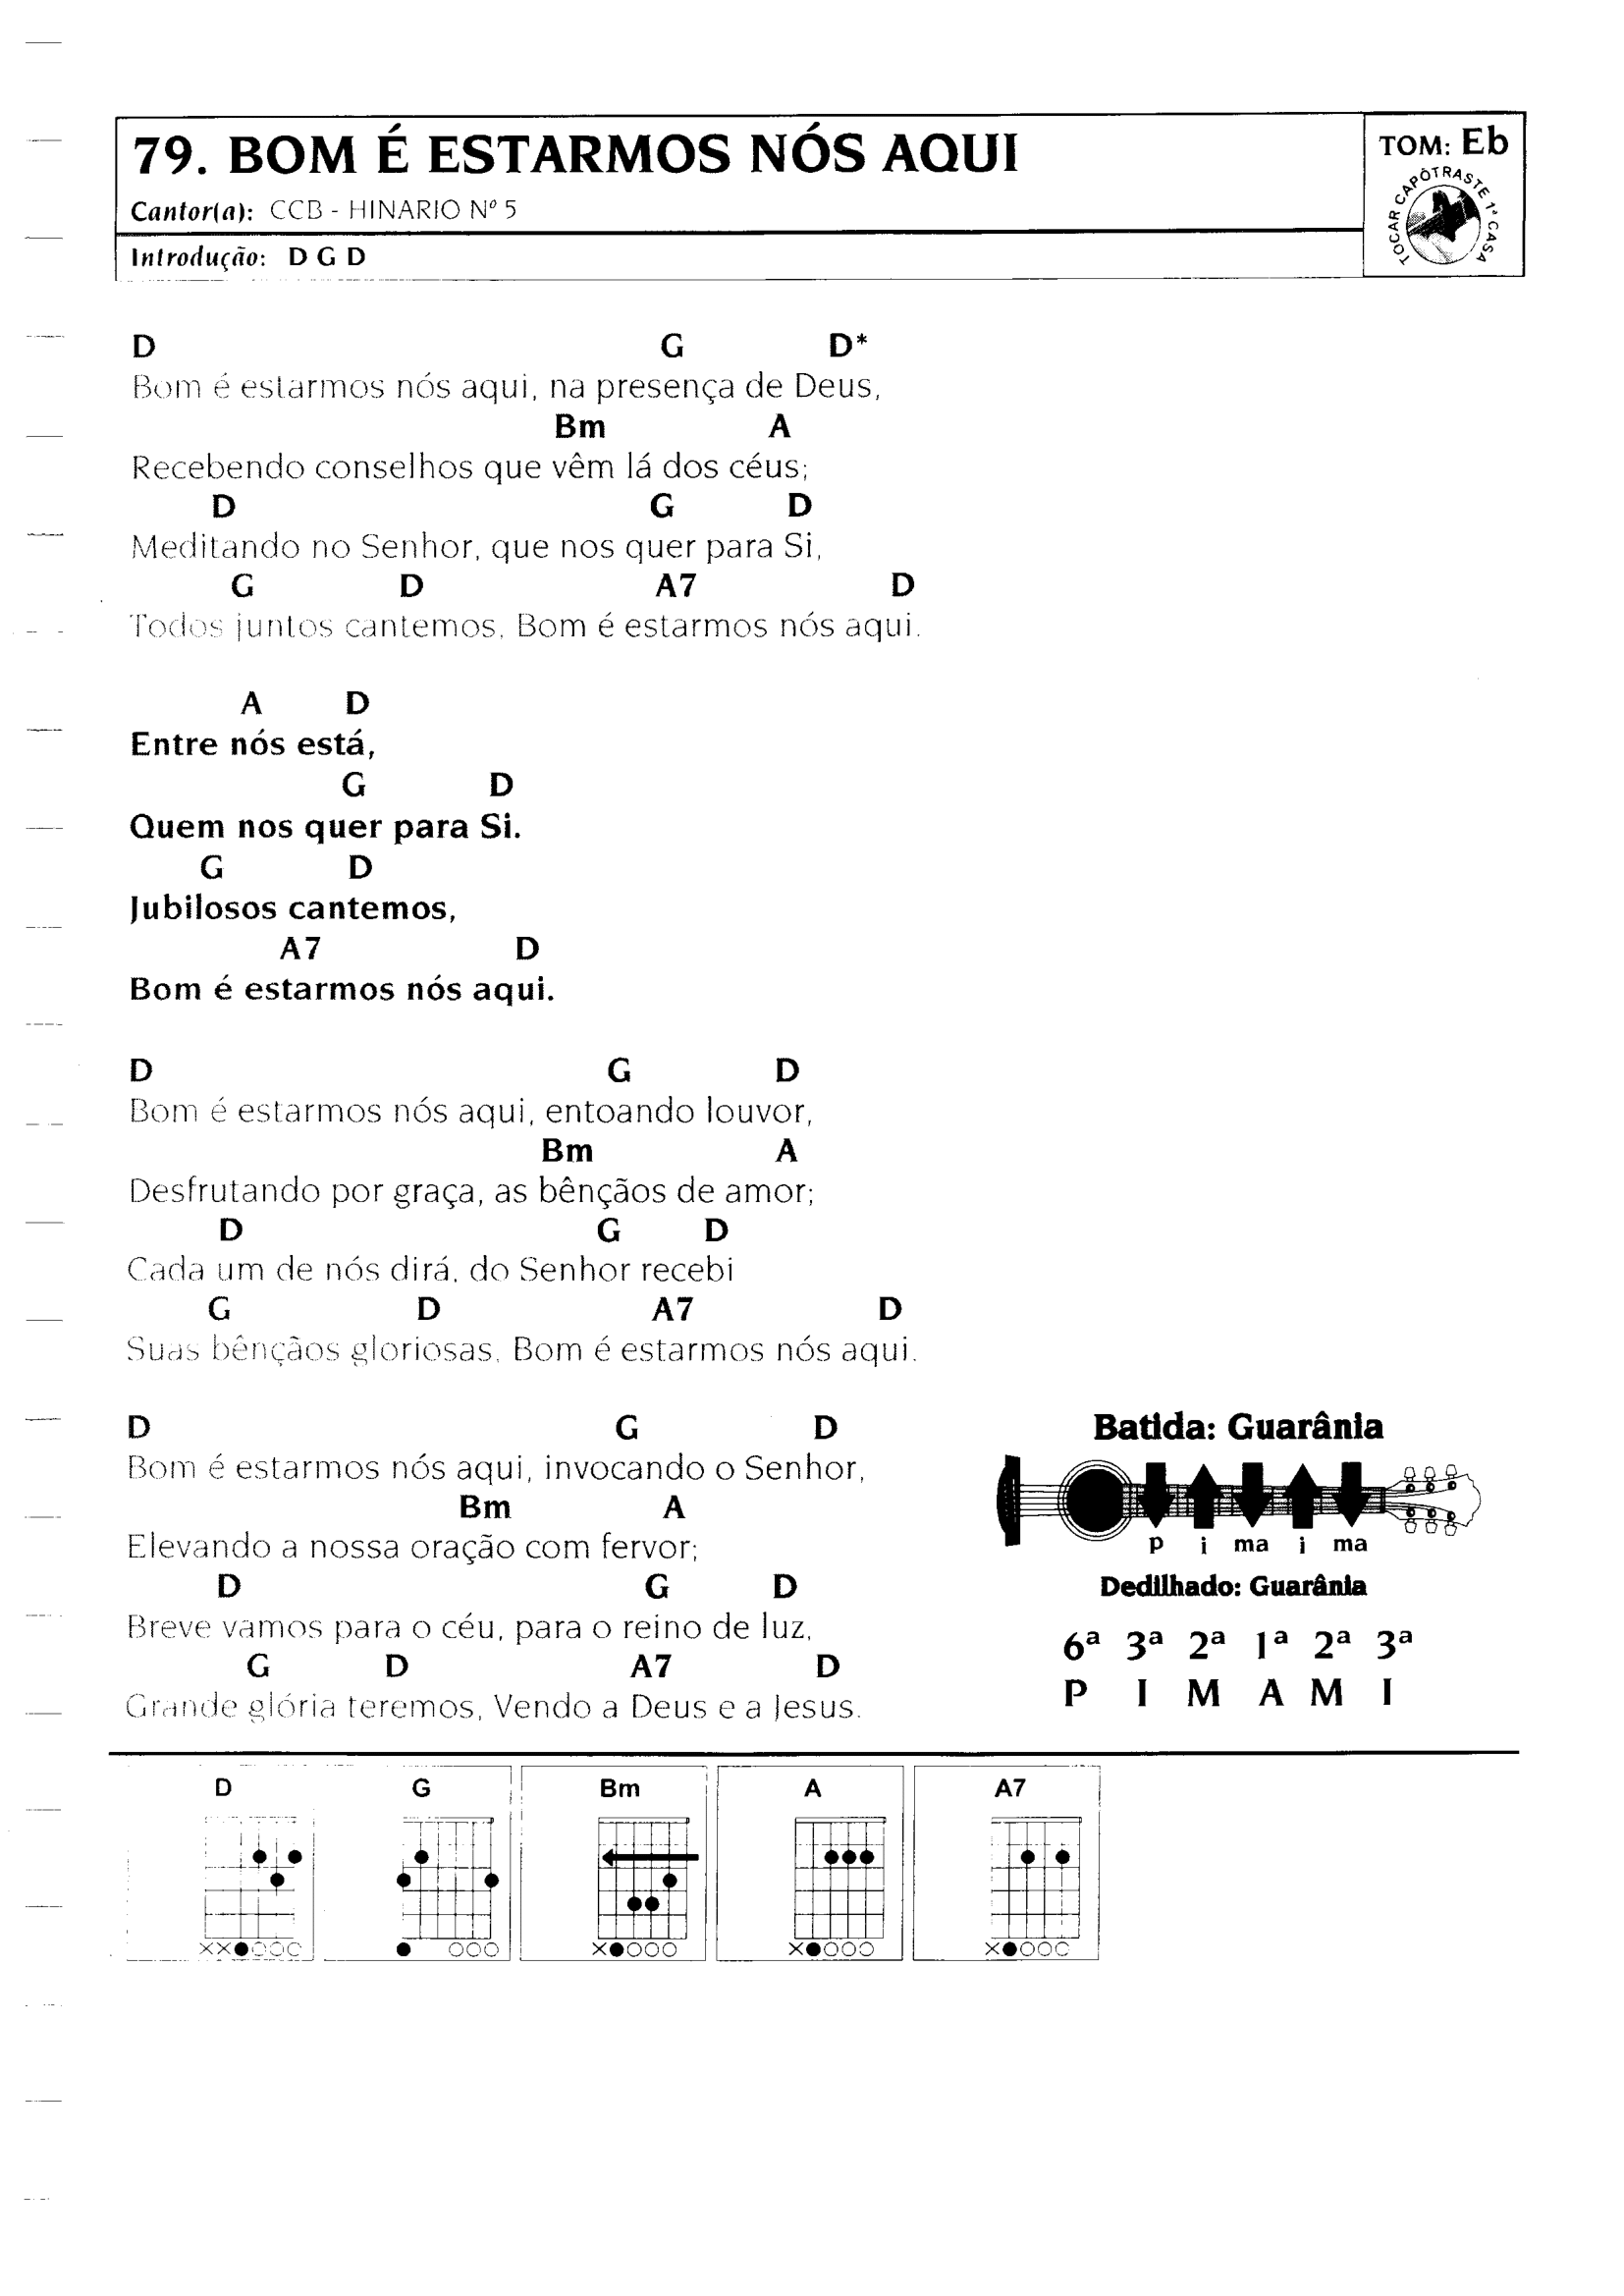 79. BOM É ESTARMOS NÓS AQUI
TOM: Eb
Cantor(a): CCB - HINARIO Nº 5
TOCAR CAPÔTRASTE 1ª CASA
Introdução: D G D
D G D*
Bom é estarmos nós aqui, na presença de Deus,
Bm A
Recebendo conselhos que vêm lá dos céus;
D G D
Meditando no Senhor, que nos quer para Si,
G D A7 D
Todos juntos cantemos, Bom é estarmos nós aqui.
A D
Entre nós está,
G D
Quem nos quer para Si.
G D
Jubilosos cantemos,
A7 D
Bom é estarmos nós aqui.
D G D
Bom é estarmos nós aqui, entoando louvor,
Bm A
Desfrutando por graça, as bênçãos de amor;
D G D
Cada um de nós dirá, do Senhor recebi
G D A7 D
Suas bênçãos gloriosas, Bom é estarmos nós aqui.
D G D
Bom é estarmos nós aqui, invocando o Senhor,
Bm A
Elevando a nossa oração com fervor;
D G D
Breve vamos para o céu, para o reino de luz,
G D A7 D
Grande glória teremos, Vendo a Deus e a Jesus.
Batida: Guarânia
p i ma i ma
Dedilhado: Guarânia
6ª 3ª 2ª 1ª 2ª 3ª
P I M A M I
D G Bm A A7